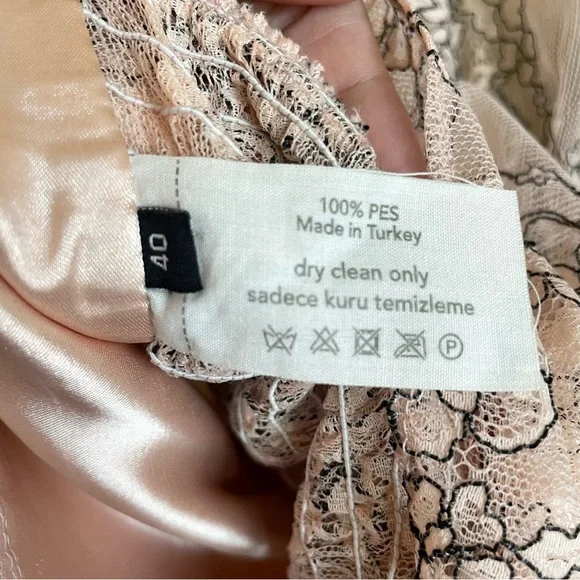 40
100% PES
Made in Turkey
dry clean only
sadece kuru temizleme
P